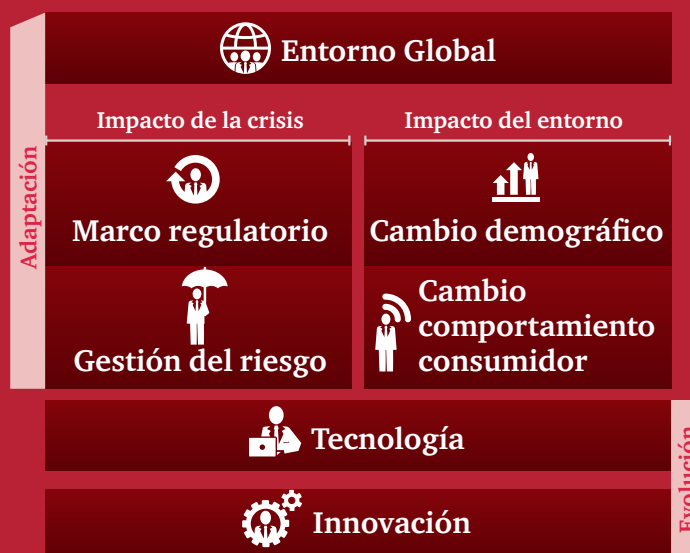 Entorno Global
Impacto de la crisis
Impacto del entorno
Adaptación
Marco regulatorio
Cambio demográfico
Gestión del riesgo
Cambio
comportamiento
consumidor
Tecnología
Evolución
Innovación